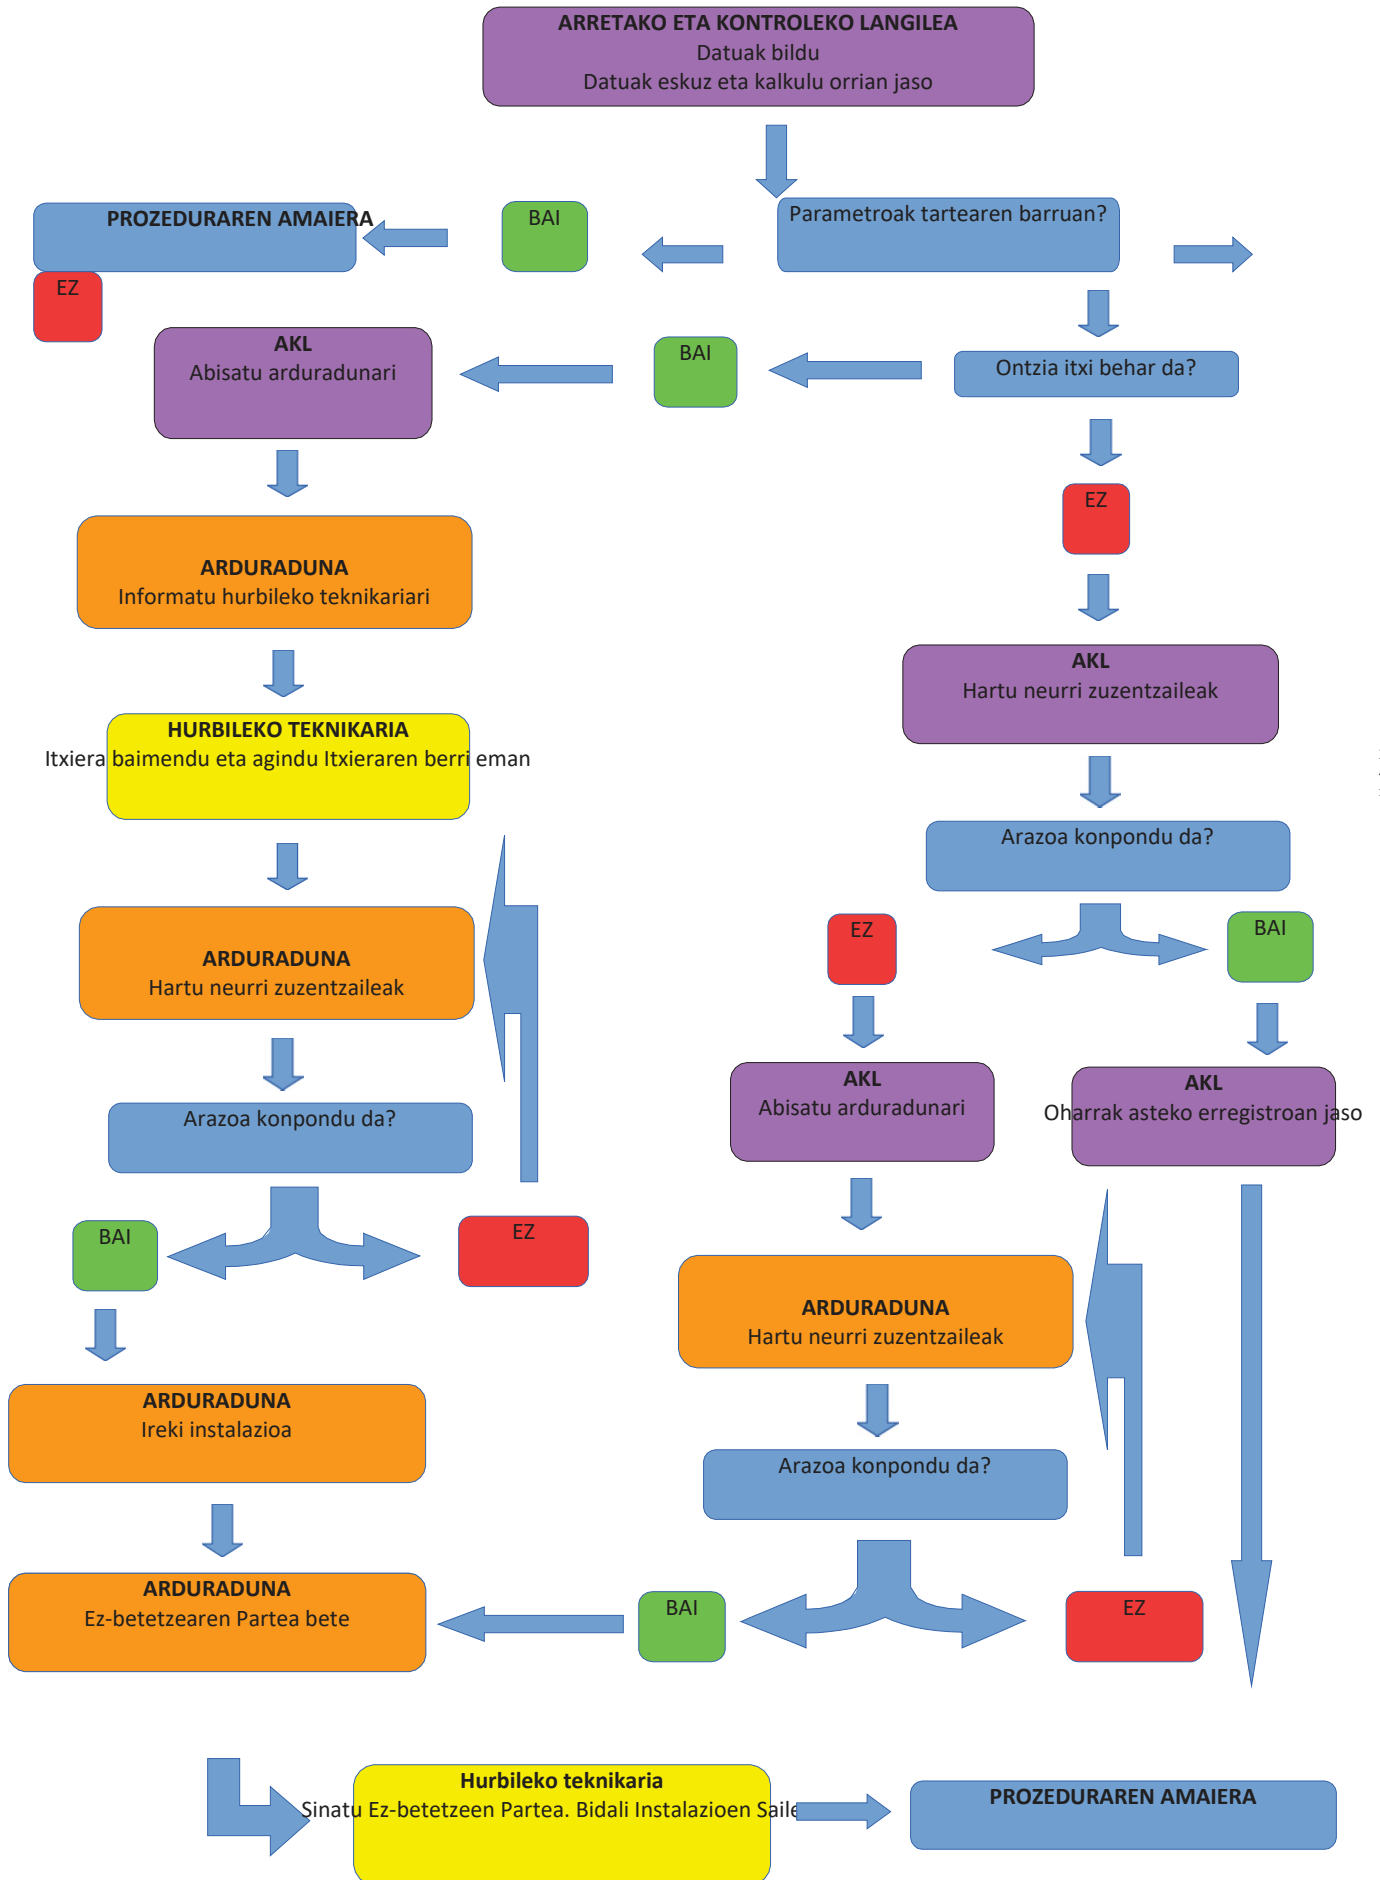 ARRETAKO ETA KONTROLEKO LANGILEA
Datuak bildu
Datuak eskuz eta kalkulu orrian jaso
PROZEDURAREN AMAIERA
BAI
Parametroak tartearen barruan?
EZ
AKL
Abisatu arduradunari
BAI
Ontzia itxi behar da?
EZ
ARDURADUNA
Informatu hurbileko teknikariari
AKL
Hartu neurri zuzentzaileak
HURBILEKO TEKNIKARIA
Itxiera baimendu eta agindu Itxieraren berri eman
Arazoa konpondu da?
EZ
BAI
ARDURADUNA
Hartu neurri zuzentzaileak
AKL
Abisatu arduradunari
AKL
Oharrak asteko erregistroan jaso
Arazoa konpondu da?
BAI
EZ
ARDURADUNA
Hartu neurri zuzentzaileak
ARDURADUNA
Ireki instalazioa
Arazoa konpondu da?
ARDURADUNA
Ez-betetzearen Partea bete
BAI
EZ
Hurbileko teknikaria
Sinatu Ez-betetzeen Partea. Bidali Instalazioen Saile
PROZEDURAREN AMAIERA